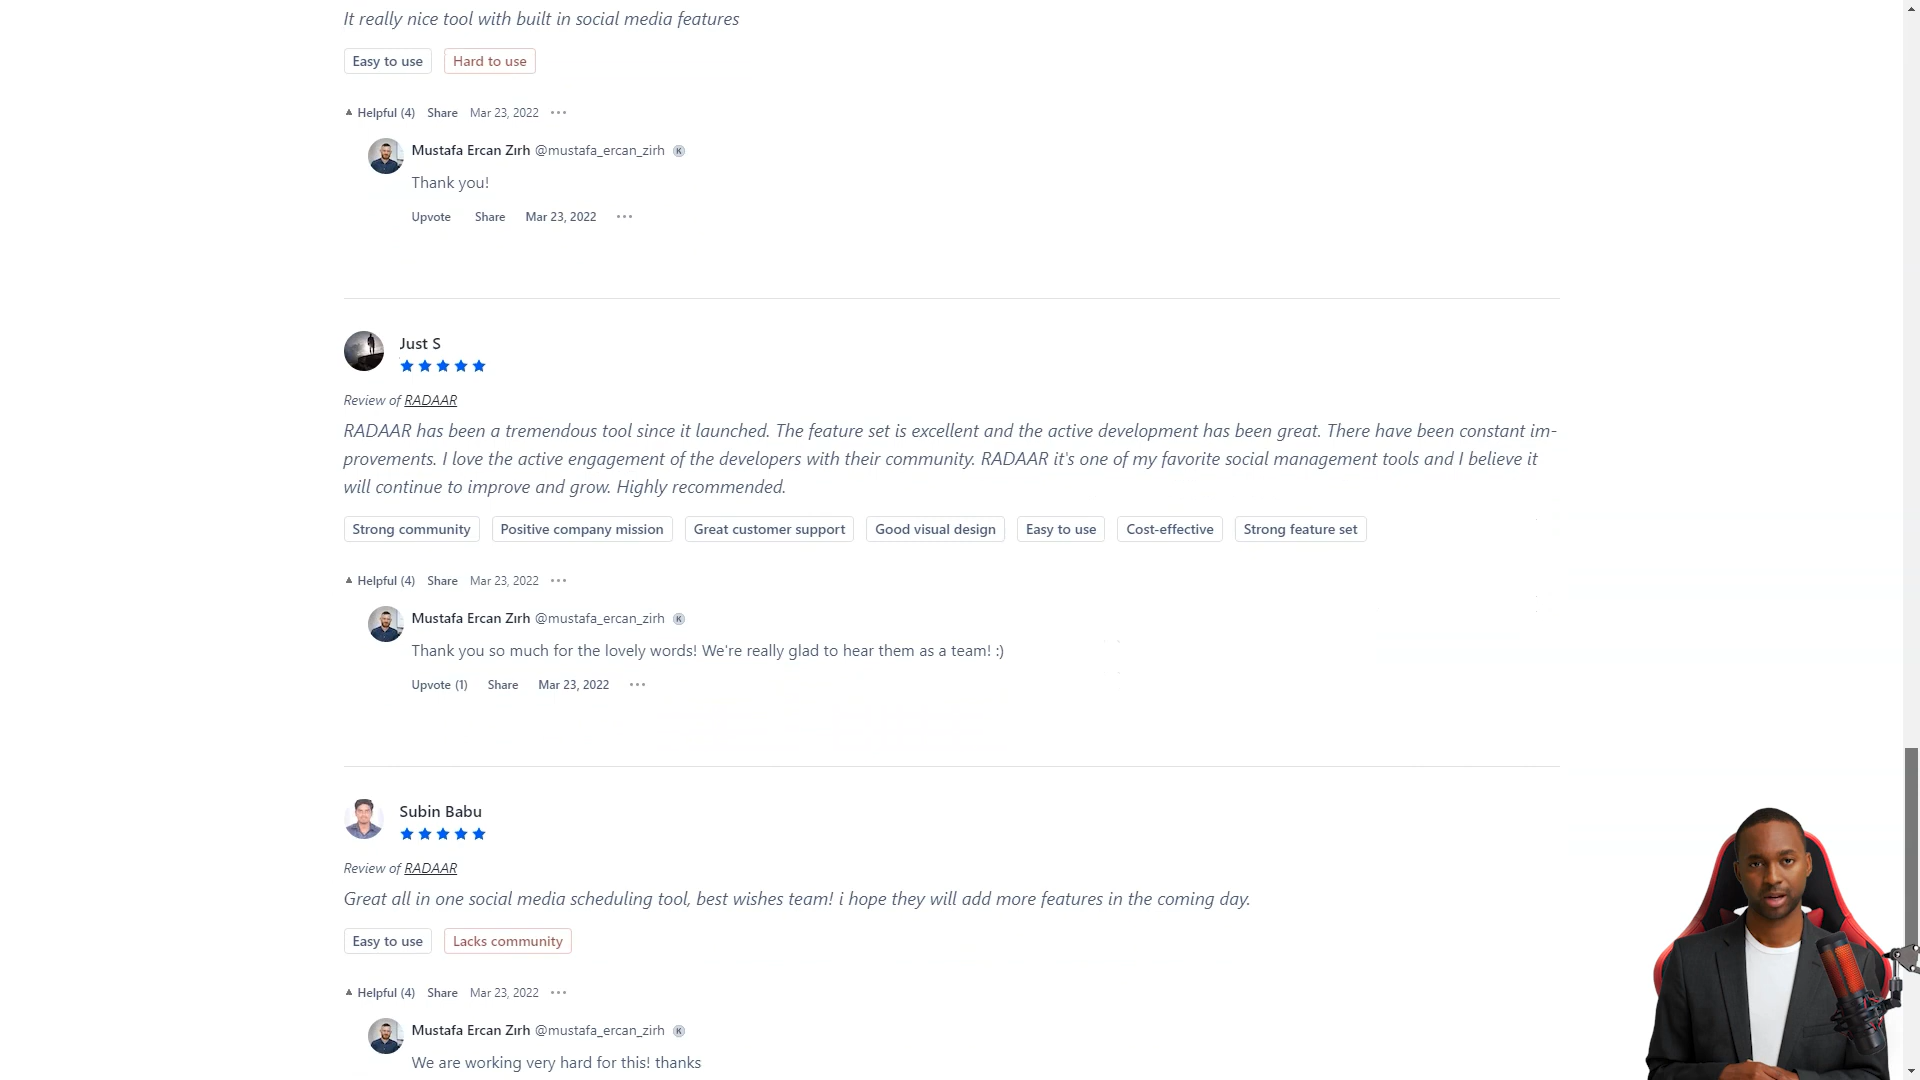 It really nice tool with built in social media features
Easy to use Hard to use
Helpful (4) Share Mar 23, 2022
Mustafa Ercan Zırh @mustafa_ercan_zirh K
Thank you!
Upvote Share Mar 23, 2022
Just S
Review of RADAAR
RADAAR has been a tremendous tool since it launched. The feature set is excellent and the active development has been great. There have been constant im-
provements. I love the active engagement of the developers with their community. RADAAR it's one of my favorite social management tools and I believe it
will continue to improve and grow. Highly recommended.
Strong community Positive company mission Great customer support Good visual design Easy to use Cost-effective Strong feature set
Helpful (4) Share Mar 23, 2022
Mustafa Ercan Zırh @mustafa_ercan_zirh K
Thank you so much for the lovely words! We're really glad to hear them as a team! :)
Upvote (1) Share Mar 23, 2022
Subin Babu
Review of RADAAR
Great all in one social media scheduling tool, best wishes team! i hope they will add more features in the coming day.
Easy to use Lacks community
Helpful (4) Share Mar 23, 2022
Mustafa Ercan Zırh @mustafa_ercan_zirh K
We are working very hard for this! thanks